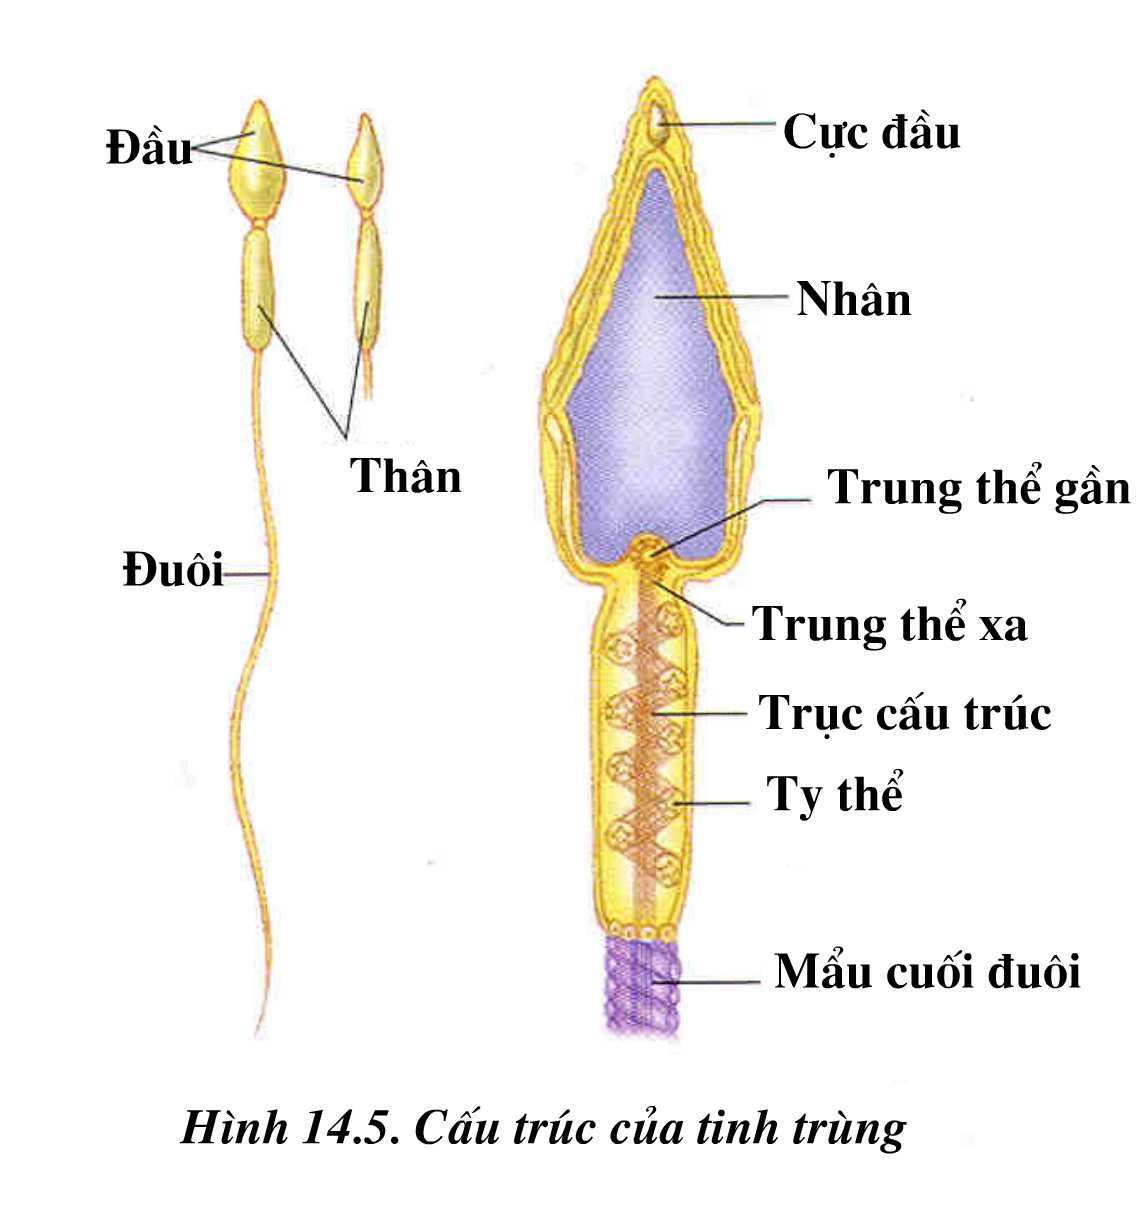 Đầu
Cực đầu
Nhân
Thân
Trung thể gần
Đuôi
Trung thể xa
Trục cấu trúc
Ty thể
Mẩu cuối đuôi
Hình 14.5. Cấu trúc của tinh trùng